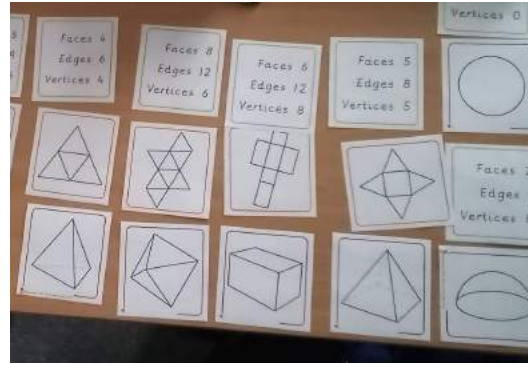 Vertices 0
5
Faces 4
Edges 6
Vertices 4
Faces 8
Edges 12
Vertices 6
Faces 6
Edges 12
Vertices 8
Faces 5
Edges 8
Vertices 5
Faces
Edges
Vertices